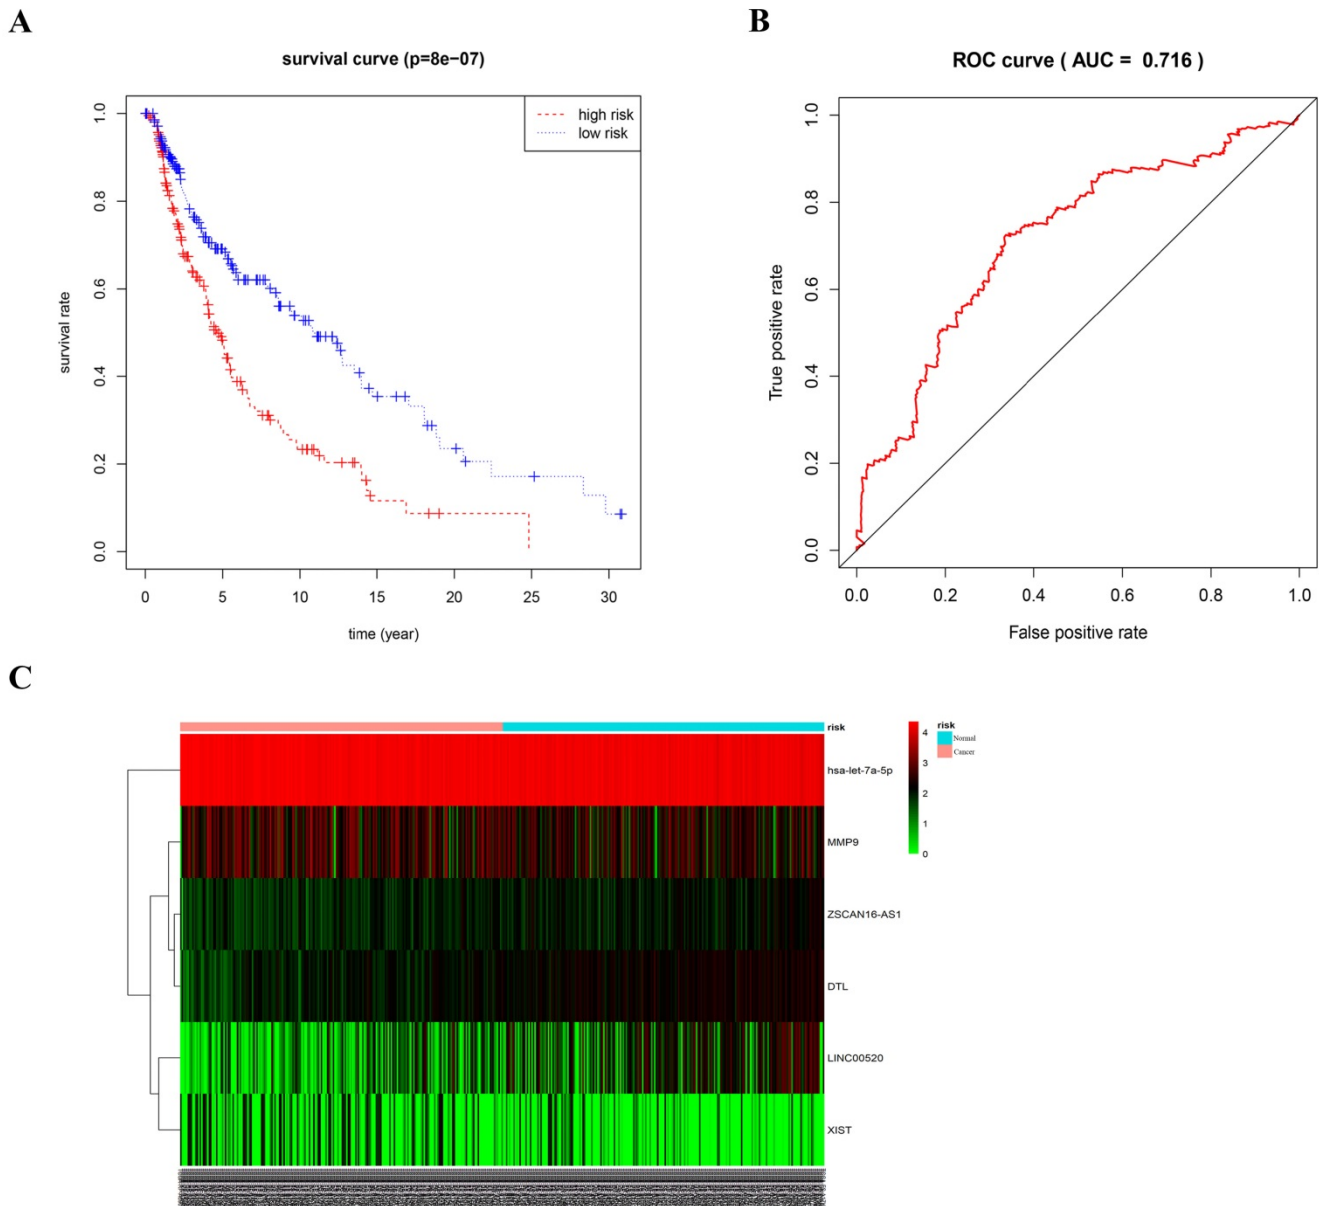 A
survival curve (p=8e−07)
high risk
low risk
survival rate
1.0
0.8
0.6
0.4
0.2
0.0
0 5 10 15 20 25 30
time (year)
B
ROC curve ( AUC = 0.716 )
True positive rate
1.0
0.8
0.6
0.4
0.2
0.0
0.0 0.2 0.4 0.6 0.8 1.0
False positive rate
C
risk
hsa-let-7a-5p
MMP9
ZSCAN16-AS1
DTL
LINC00520
XIST
4
3
2
1
0
risk
Normal
Cancer